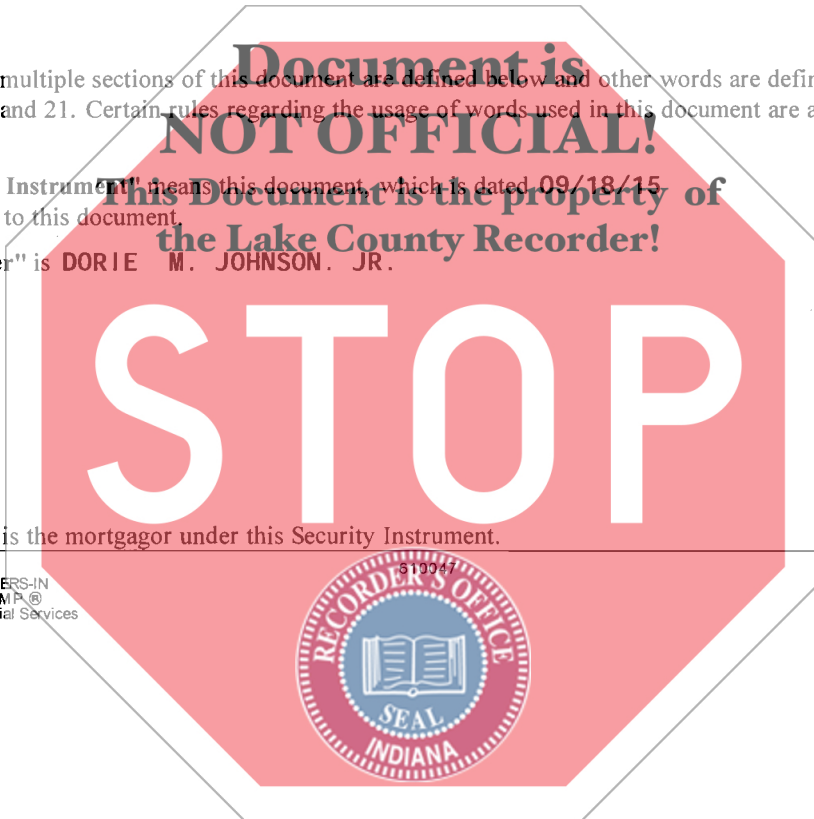 Document is
multiple sections of this document are defined below and other words are defin
and 21. Certain rules regarding the usage of words used in this document are a
NOT OFFICIAL!
Instrument" means this document, which is dated 09/18/15
This Document is the property of
to this document.
the Lake County Recorder!
er" is DORIE M. JOHNSON. JR.
STOP
is the mortgagor under this Security Instrument.
610047
ERS-IN
MP ®
ial Services
RECORDER'S OFFICE
SEAL
INDIANA